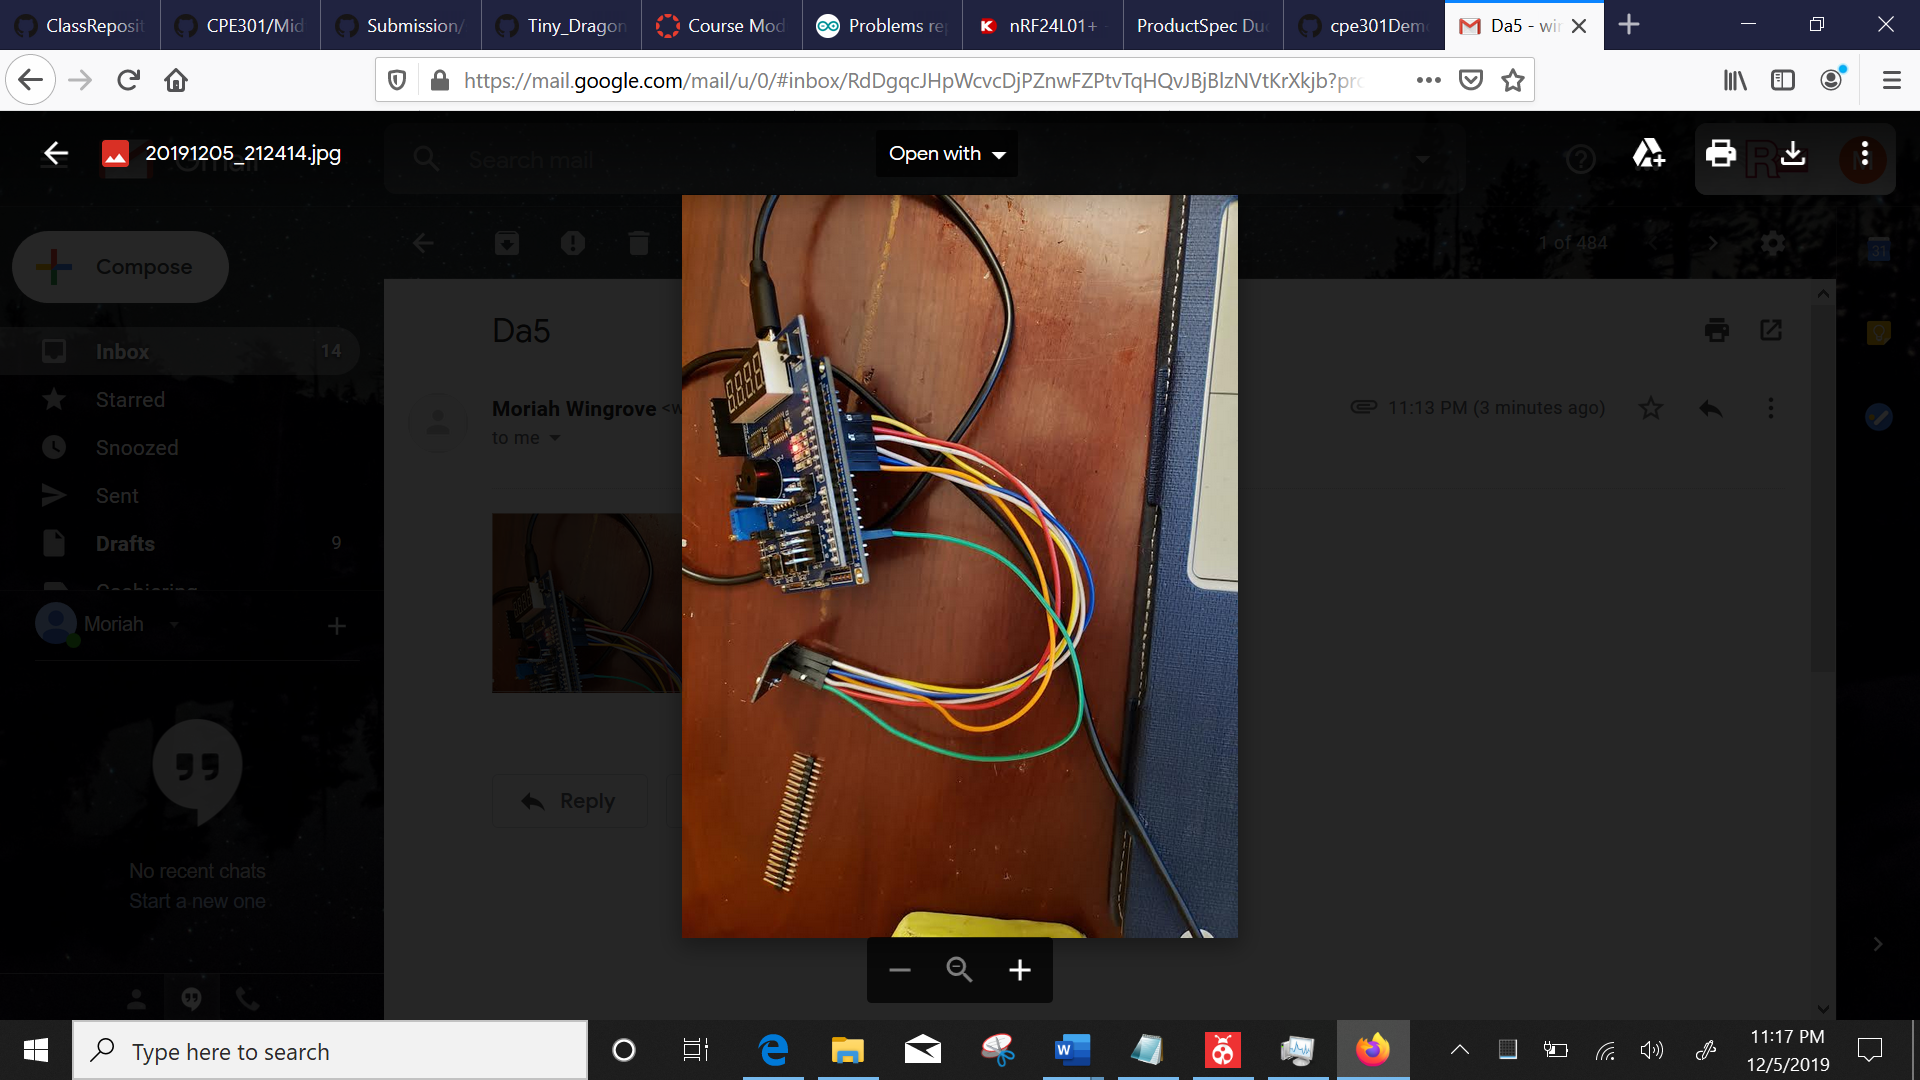 ClassReposit
CPE301/Mid
Submission/
Tiny_Dragon
Course Mod
Problems re
nRF24L01+
ProductSpec Du
cpe301Dem
Da5 - wi
https://mail.google.com/mail/u/0/#inbox/RdDgqcJHpWcvcDjPZnwFZPtvTqHQvJBjBlzNVtKrXkjb?pro
20191205_212414.jpg
Search mail
Open with
Compose
1 of 484
Inbox 14
Da5
Starred
Moriah Wingrove <w
11:13 PM (3 minutes ago)
to me
Snoozed
Sent
Drafts 9
Moriah
Reply
No recent chats
Start a new one
Type here to search
11:17 PM
12/5/2019